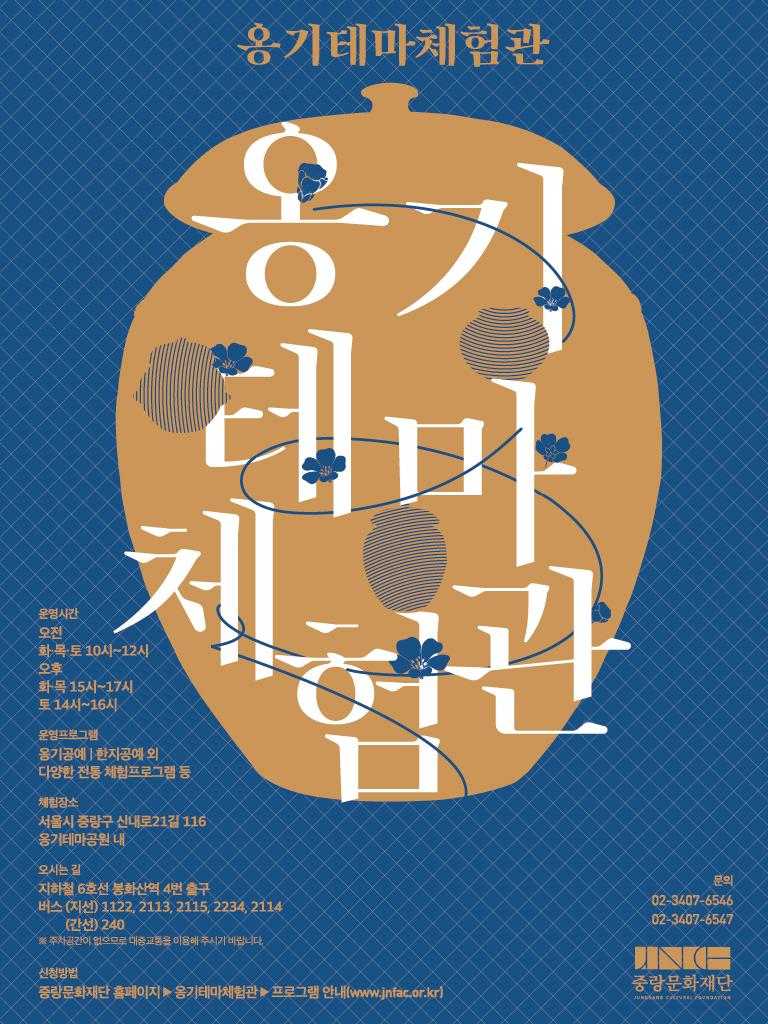 옹기테마체험관
옹기
테마
체험관
운영시간
오전
화·목·토 10시~12시
오후
화·목 15시~17시
토 14시~16시
운영프로그램
옹기공예 | 한지공예 외
다양한 전통 체험프로그램 등
체험장소
서울시 중랑구 신내로21길 116
옹기테마공원 내
오시는 길
지하철 6호선 봉화산역 4번 출구
버스 (지선) 1122, 2113, 2115, 2234, 2114
(간선) 240
※ 주차공간이 없으므로 대중교통을 이용해 주시기 바랍니다.
신청방법
중랑문화재단 홈페이지 ▶ 옹기테마체험관 ▶ 프로그램 안내(www.jnfac.or.kr)
문의
02-3407-6546
02-3407-6547
JNCF
중랑문화재단
JUNGNANG CULTURAL FOUNDATION